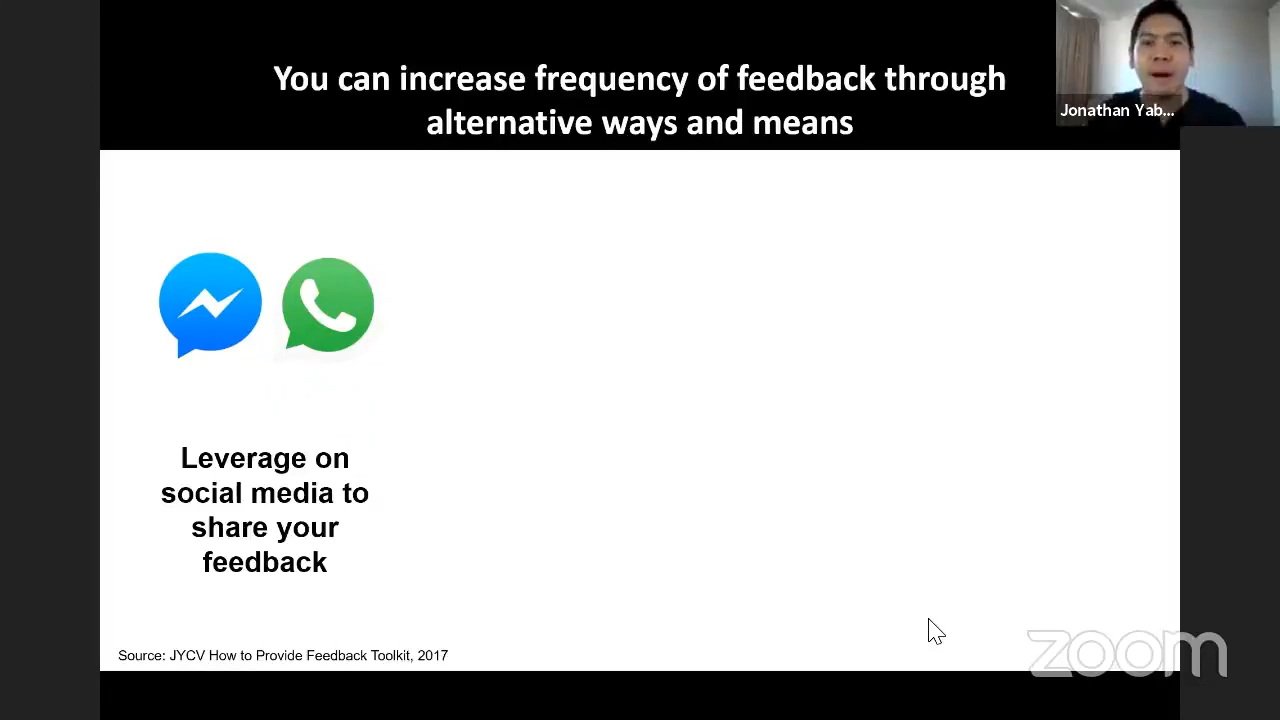 You can increase frequency of feedback through
alternative ways and means
Jonathan Yab...
Leverage on
social media to
share your
feedback
Source: JYCV How to Provide Feedback Toolkit, 2017
zoom